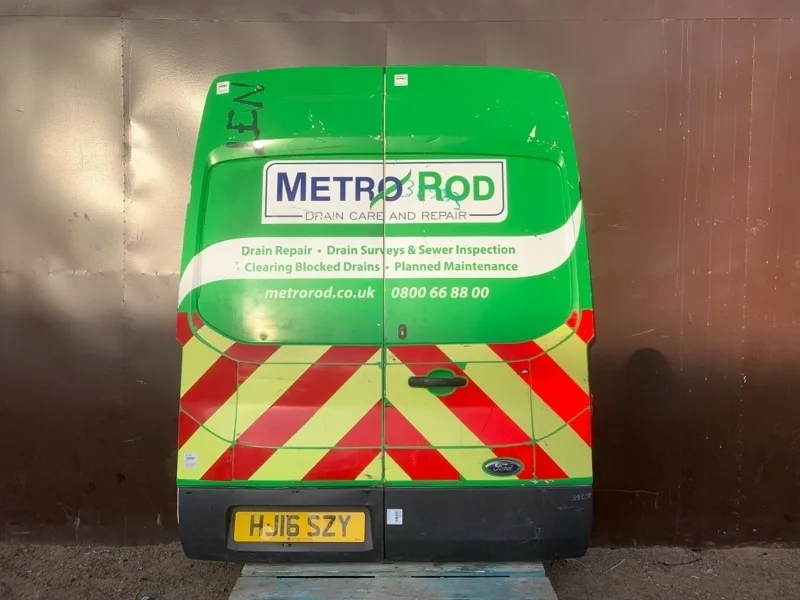 METRO ROD
DRAIN CARE AND REPAIR
Drain Repair • Drain Surveys & Sewer Inspection
Clearing Blocked Drains • Planned Maintenance
metrorod.co.uk 0800 66 88 00
Ford
HJ16 SZY